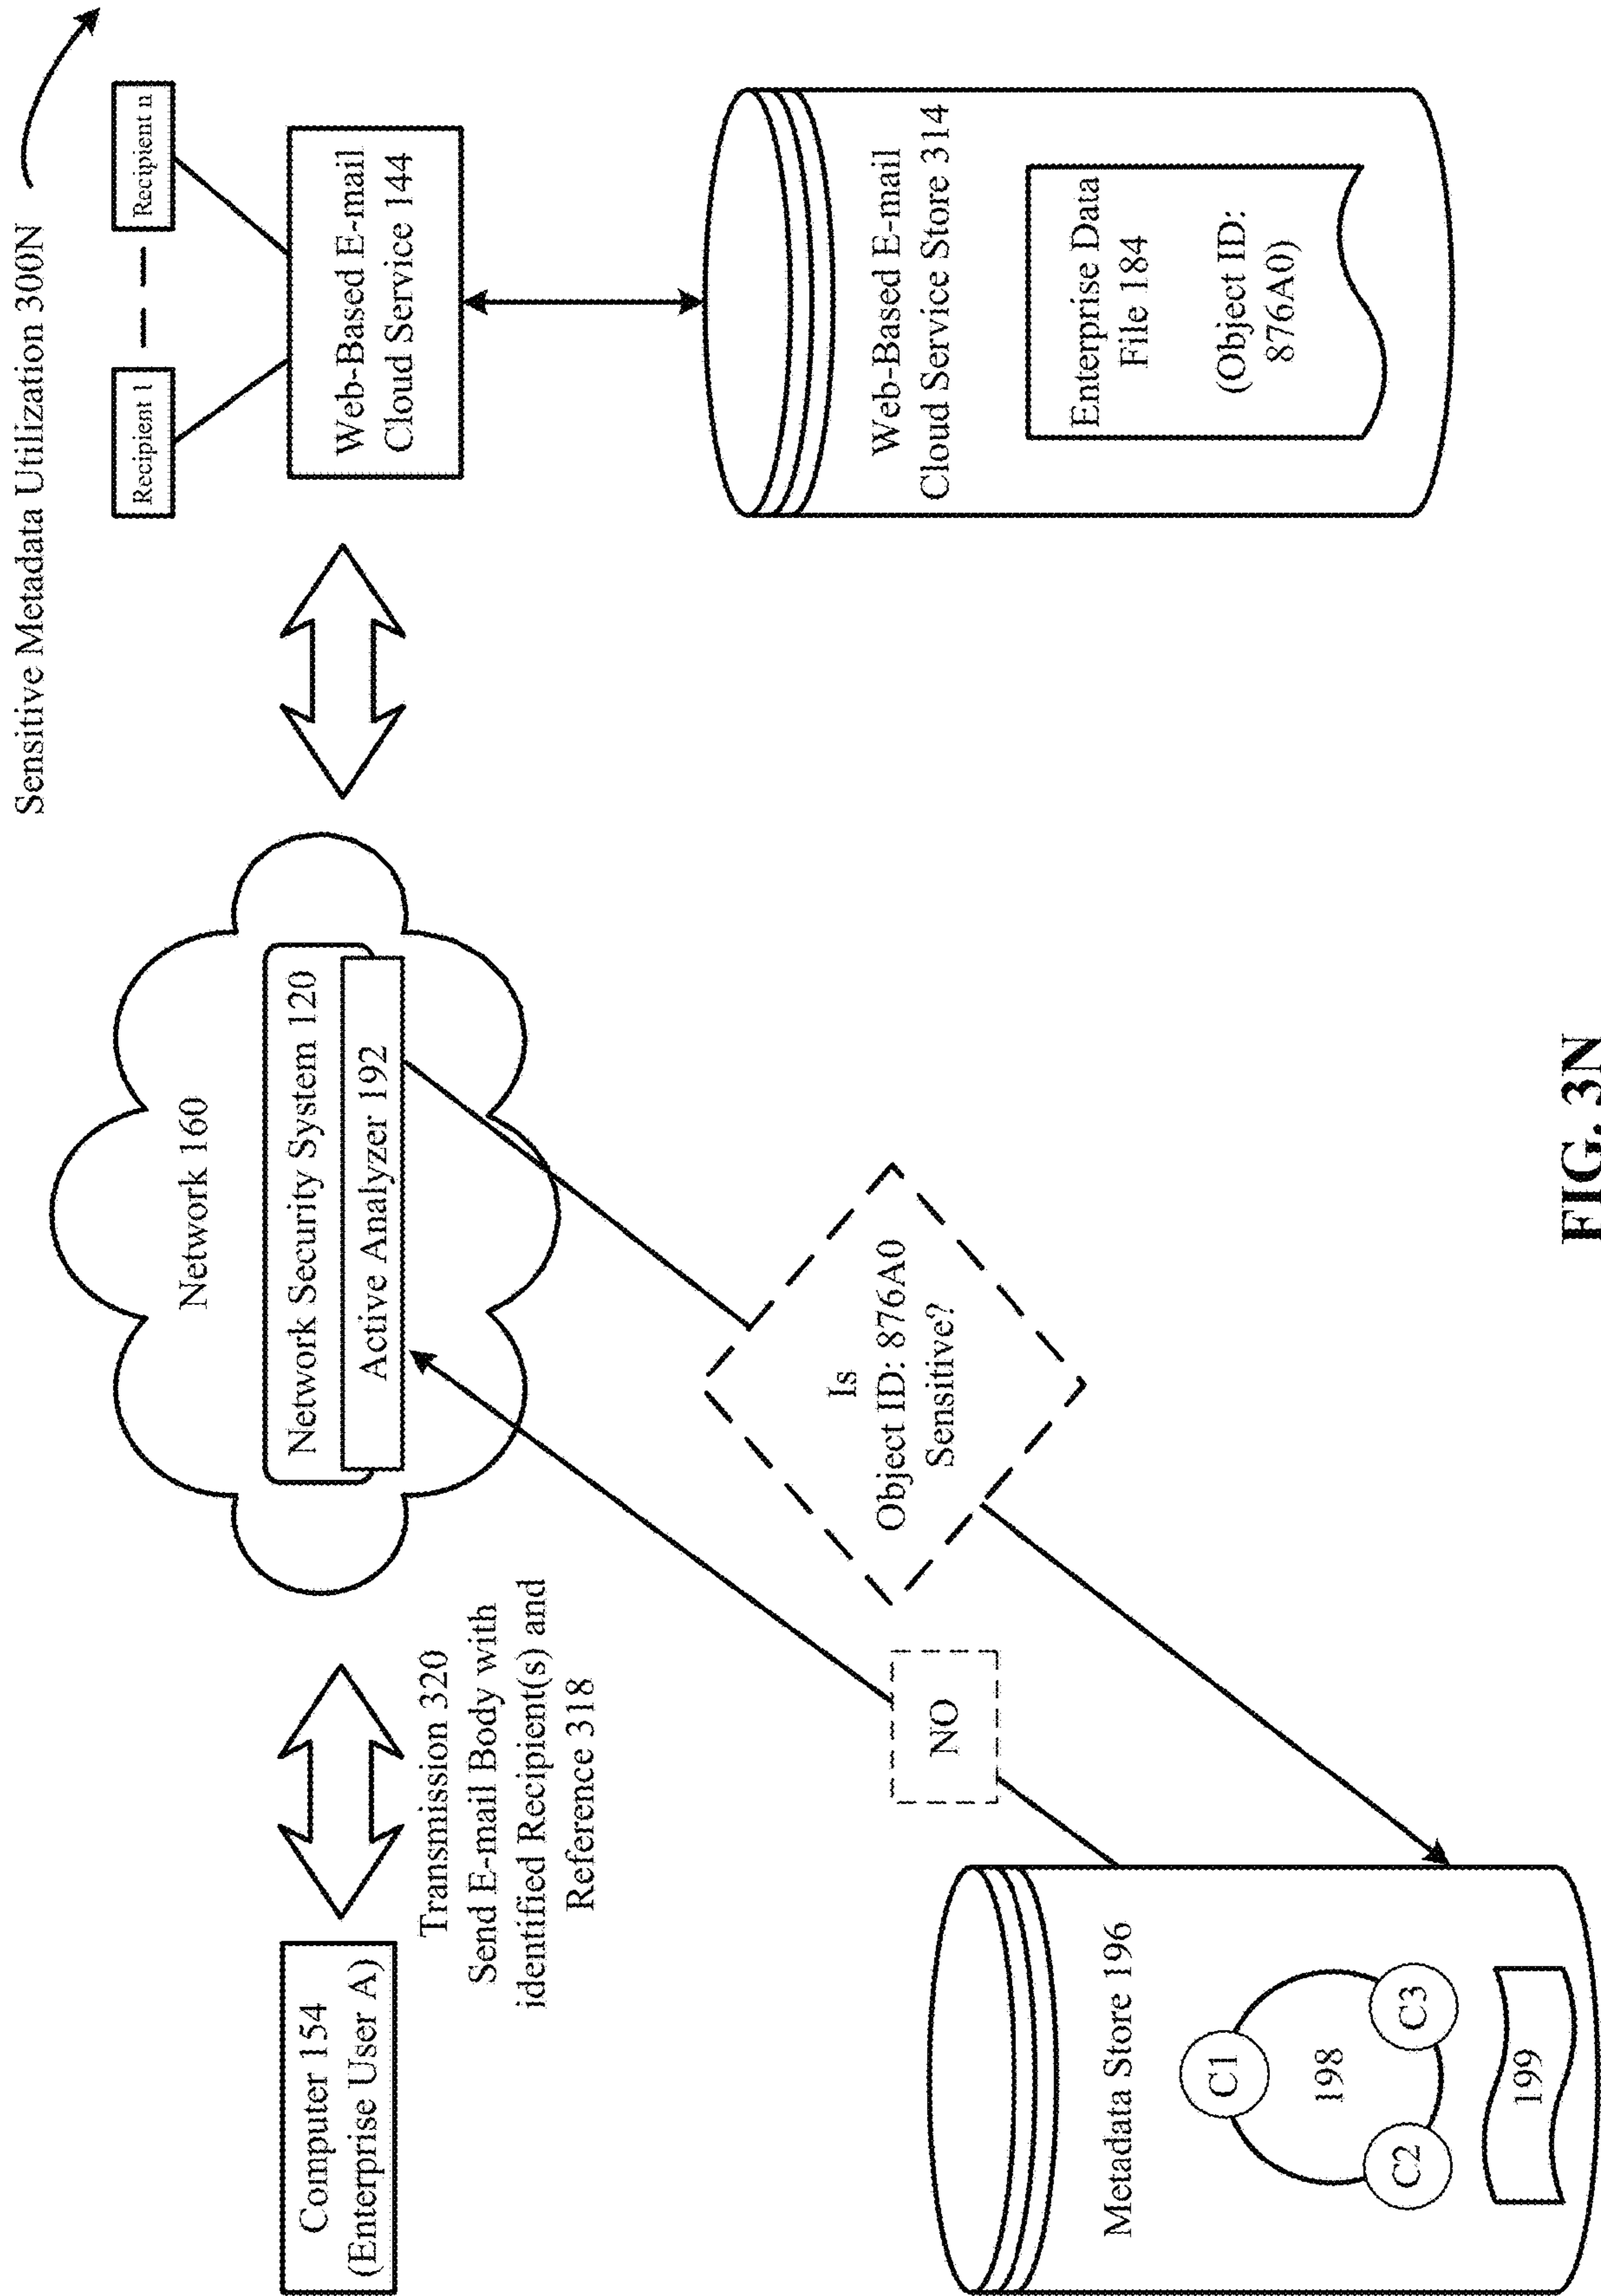 Sensitive Metadata Utilization 300N
Computer 154
(Enterprise User A)
Transmission 320
Send E-mail Body with
identified Recipient(s) and
Reference 318
Network 160
Network Security System 120
Active Analyzer 192
Recipient 1
Recipient n
Web-Based E-mail
Cloud Service 144
Metadata Store 196
C1
C2
C3
198
199
NO
Is
Object ID: 876A0
Sensitive?
Web-Based E-mail
Cloud Service Store 314
Enterprise Data
File 184
(Object ID:
876A0)
FIG. 3N